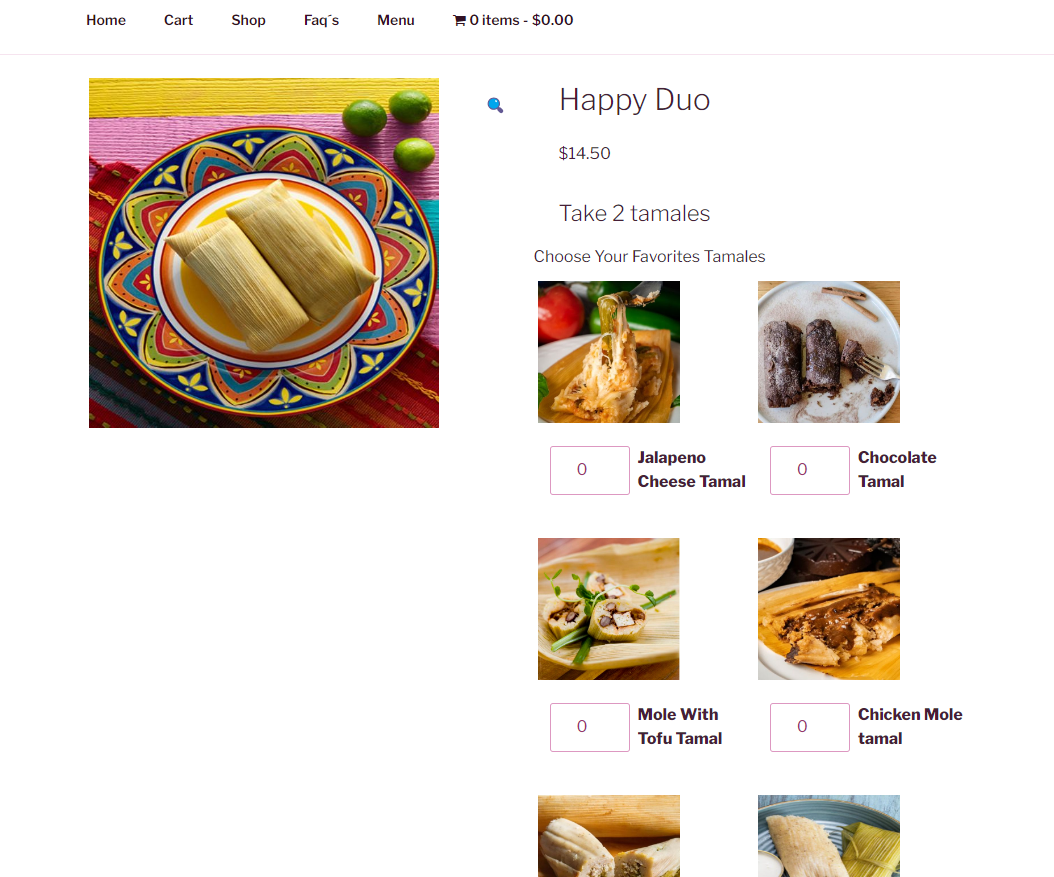 Home Cart Shop Faq´s Menu 0 items - $0.00
Happy Duo
$14.50
Take 2 tamales
Choose Your Favorites Tamales
0 Jalapeno
Cheese Tamal
0 Chocolate
Tamal
0 Mole With
Tofu Tamal
0 Chicken Mole
tamal